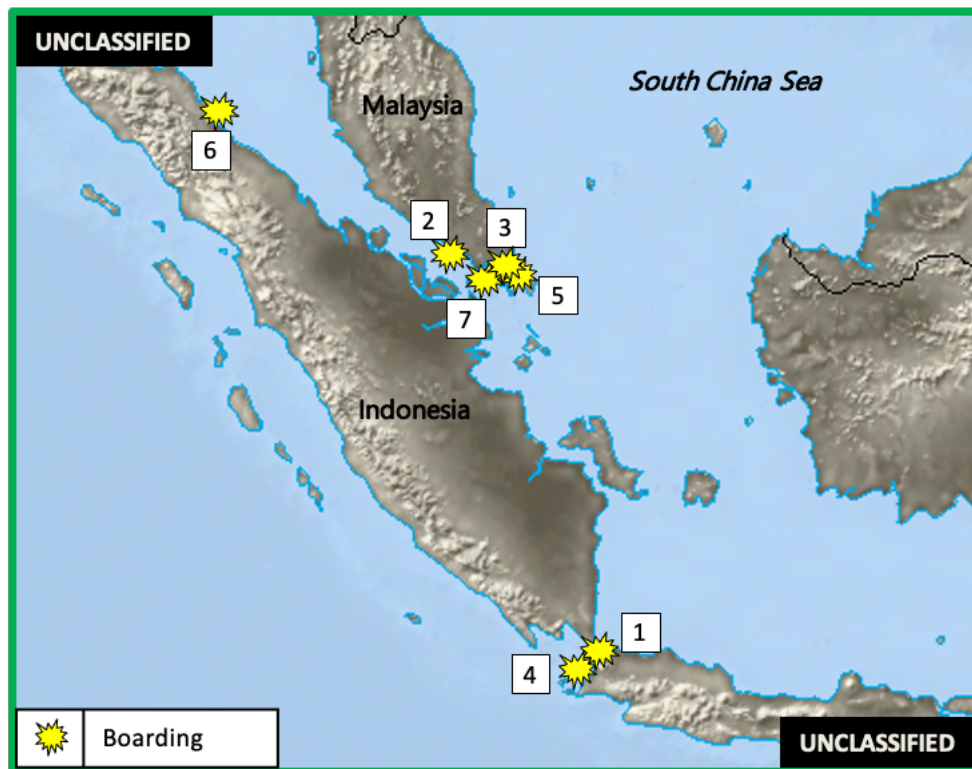 UNCLASSIFIED
South China Sea
Malaysia
6
2
3
5
7
Indonesia
1
4
Boarding
UNCLASSIFIED